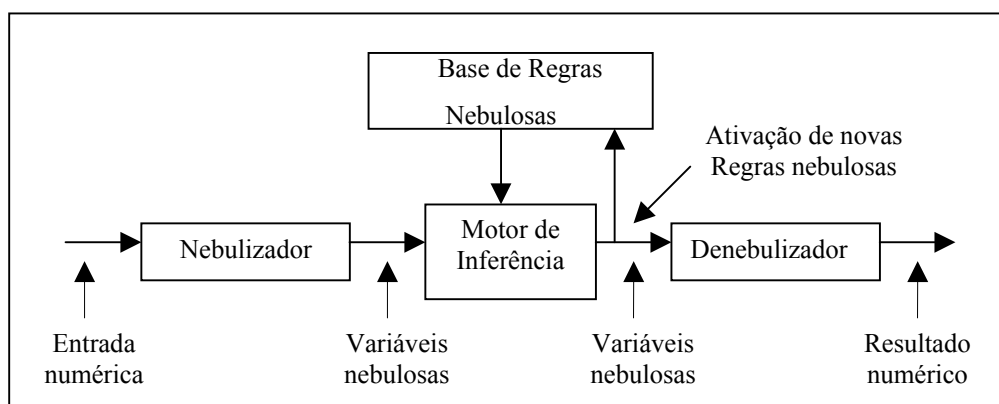 Base de Regras
Nebulosas
Ativação de novas
Regras nebulosas
Nebulizador
Motor de
Inferência
Denebulizador
Entrada
numérica
Variáveis
nebulosas
Variáveis
nebulosas
Resultado
numérico